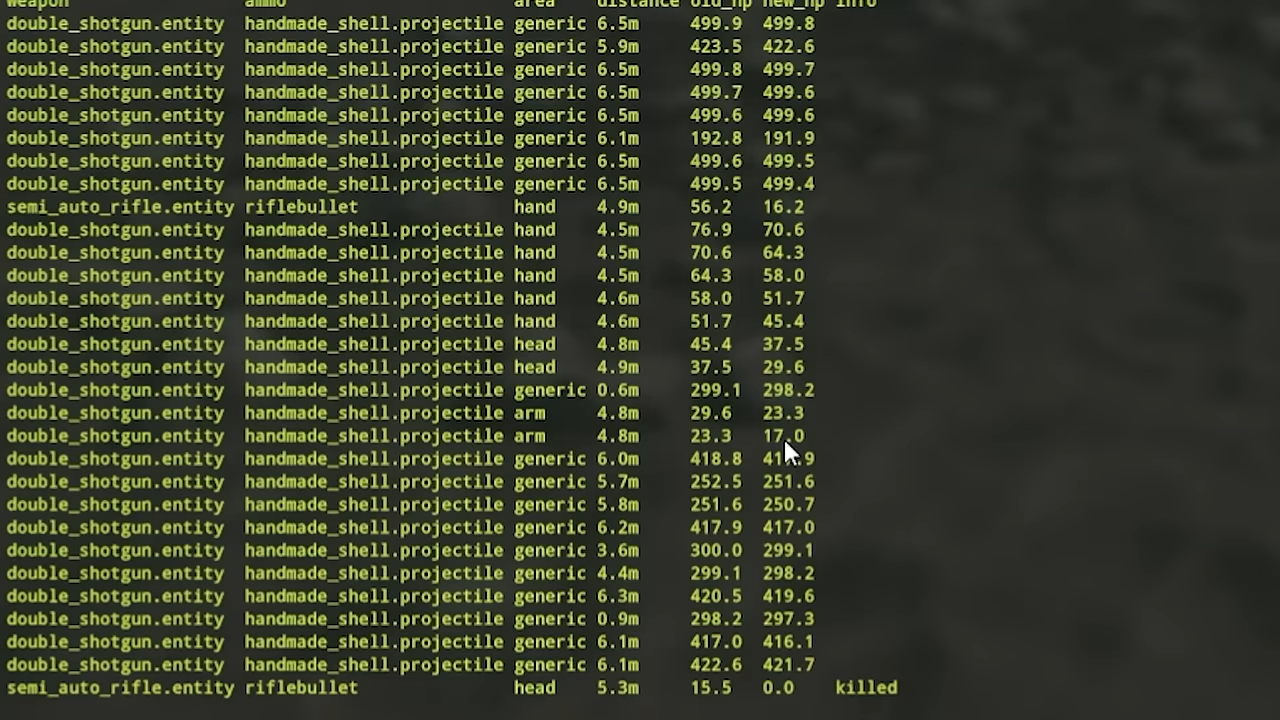 weapon ammo area distance old_hp new_hp info
double_shotgun.entity handmade_shell.projectile generic 6.5m 499.9 499.8
double_shotgun.entity handmade_shell.projectile generic 5.9m 423.5 422.6
double_shotgun.entity handmade_shell.projectile generic 6.5m 499.8 499.7
double_shotgun.entity handmade_shell.projectile generic 6.5m 499.7 499.6
double_shotgun.entity handmade_shell.projectile generic 6.5m 499.6 499.6
double_shotgun.entity handmade_shell.projectile generic 6.1m 192.8 191.9
double_shotgun.entity handmade_shell.projectile generic 6.5m 499.6 499.5
double_shotgun.entity handmade_shell.projectile generic 6.5m 499.5 499.4
semi_auto_rifle.entity riflebullet hand 4.9m 56.2 16.2
double_shotgun.entity handmade_shell.projectile hand 4.5m 76.9 70.6
double_shotgun.entity handmade_shell.projectile hand 4.5m 70.6 64.3
double_shotgun.entity handmade_shell.projectile hand 4.5m 64.3 58.0
double_shotgun.entity handmade_shell.projectile hand 4.6m 58.0 51.7
double_shotgun.entity handmade_shell.projectile hand 4.6m 51.7 45.4
double_shotgun.entity handmade_shell.projectile head 4.8m 45.4 37.5
double_shotgun.entity handmade_shell.projectile head 4.9m 37.5 29.6
double_shotgun.entity handmade_shell.projectile generic 0.6m 299.1 298.2
double_shotgun.entity handmade_shell.projectile arm 4.8m 29.6 23.3
double_shotgun.entity handmade_shell.projectile arm 4.8m 23.3 17.0
double_shotgun.entity handmade_shell.projectile generic 6.0m 418.8
double_shotgun.entity handmade_shell.projectile generic 5.7m 252.5 251.6
double_shotgun.entity handmade_shell.projectile generic 5.8m 251.6 250.7
double_shotgun.entity handmade_shell.projectile generic 6.2m 417.9 417.0
double_shotgun.entity handmade_shell.projectile generic 3.6m 300.0 299.1
double_shotgun.entity handmade_shell.projectile generic 4.4m 299.1 298.2
double_shotgun.entity handmade_shell.projectile generic 6.3m 420.5 419.6
double_shotgun.entity handmade_shell.projectile generic 0.9m 298.2 297.3
double_shotgun.entity handmade_shell.projectile generic 6.1m 417.0 416.1
double_shotgun.entity handmade_shell.projectile generic 6.1m 422.6 421.7
semi_auto_rifle.entity riflebullet head 5.3m 15.5 0.0 killed